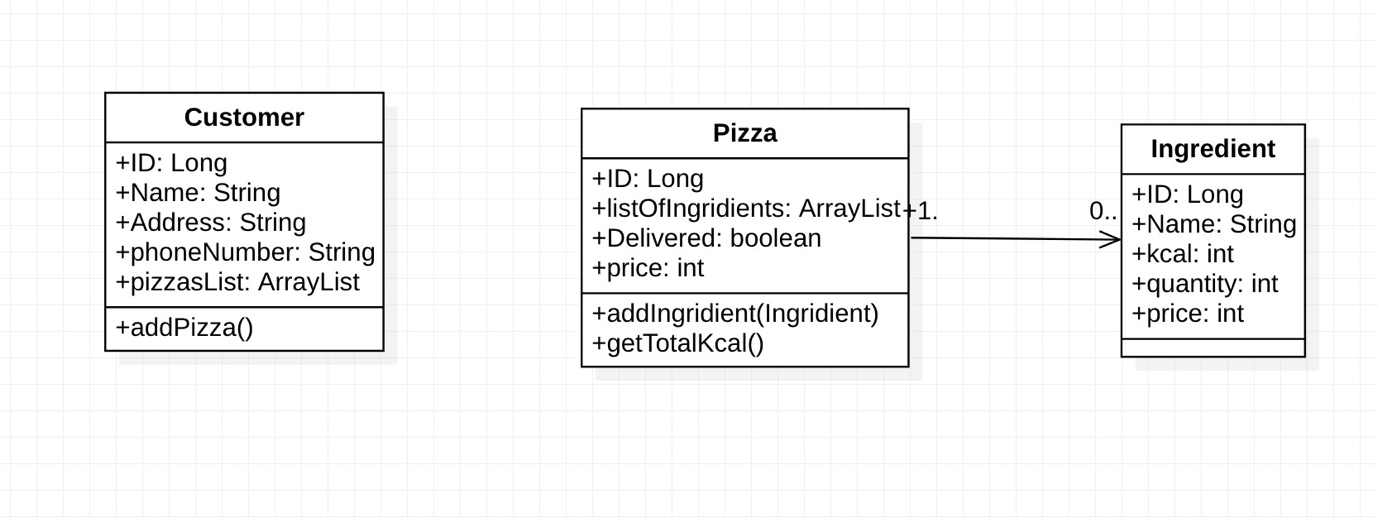 Customer
+ID: Long
+Name: String
+Address: String
+phoneNumber: String
+pizzasList: ArrayList
+addPizza()
Pizza
+ID: Long
+listOfIngridients: ArrayList
+Delivered: boolean
+price: int
+addIngridient(Ingridient)
+getTotalKcal()
+1.
0..
Ingredient
+ID: Long
+Name: String
+kcal: int
+quantity: int
+price: int